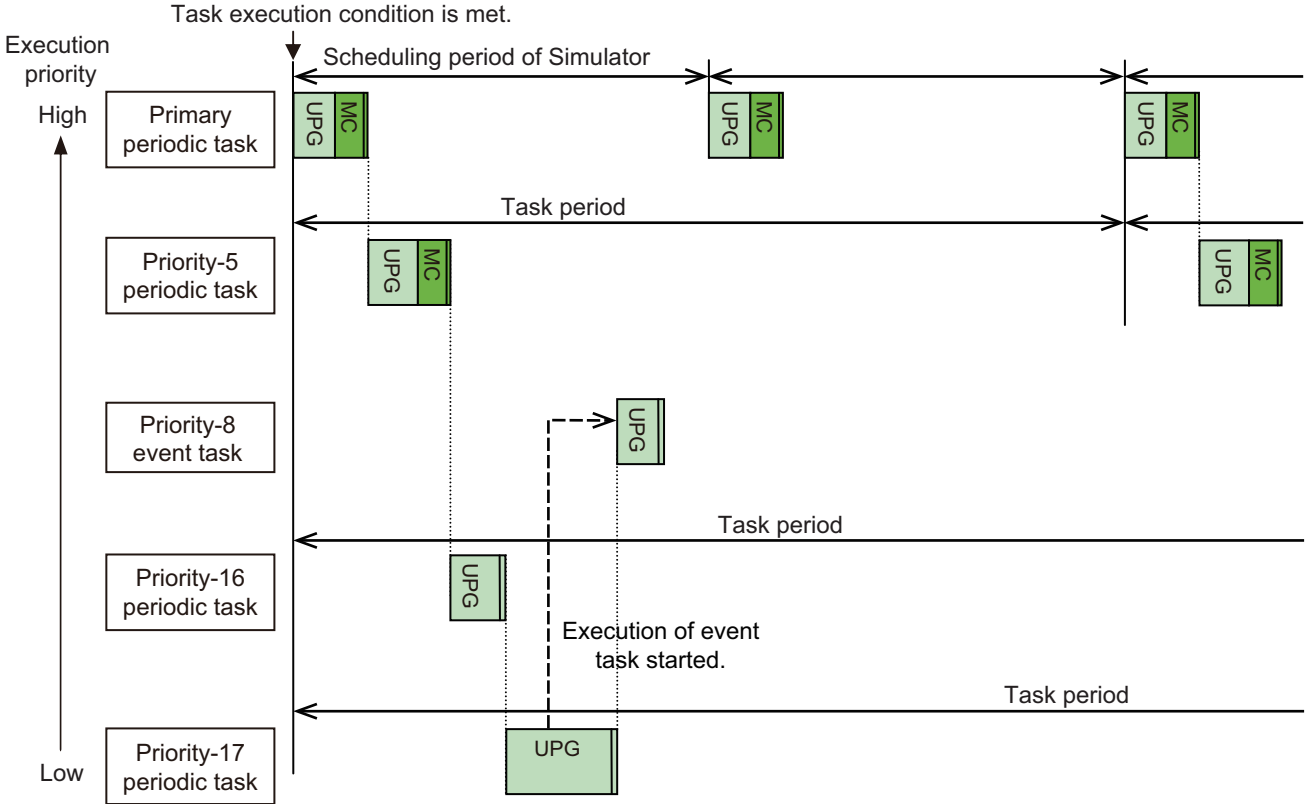 Task execution condition is met.
Execution
priority
Scheduling period of Simulator
High
Primary
periodic task
UPG
MC
UPG
MC
UPG
MC
Task period
Priority-5
periodic task
UPG
MC
UPG
MC
Priority-8
event task
UPG
Task period
Priority-16
periodic task
UPG
Execution of event
task started.
Task period
Priority-17
periodic task
UPG
Low